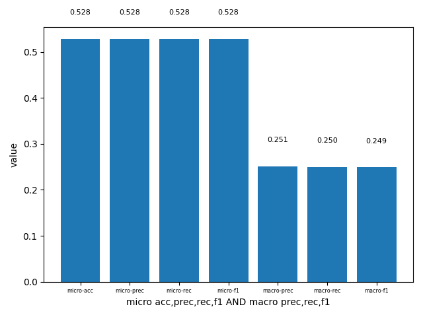 0.528 0.528 0.528 0.528
0.5
0.4
0.3
0.251 0.250 0.249
0.2
0.1
0.0
value
micro-acc micro-prec micro-rec micro-f1 macro-prec macro-rec macro-f1
micro acc,prec,rec,f1 AND macro prec,rec,f1